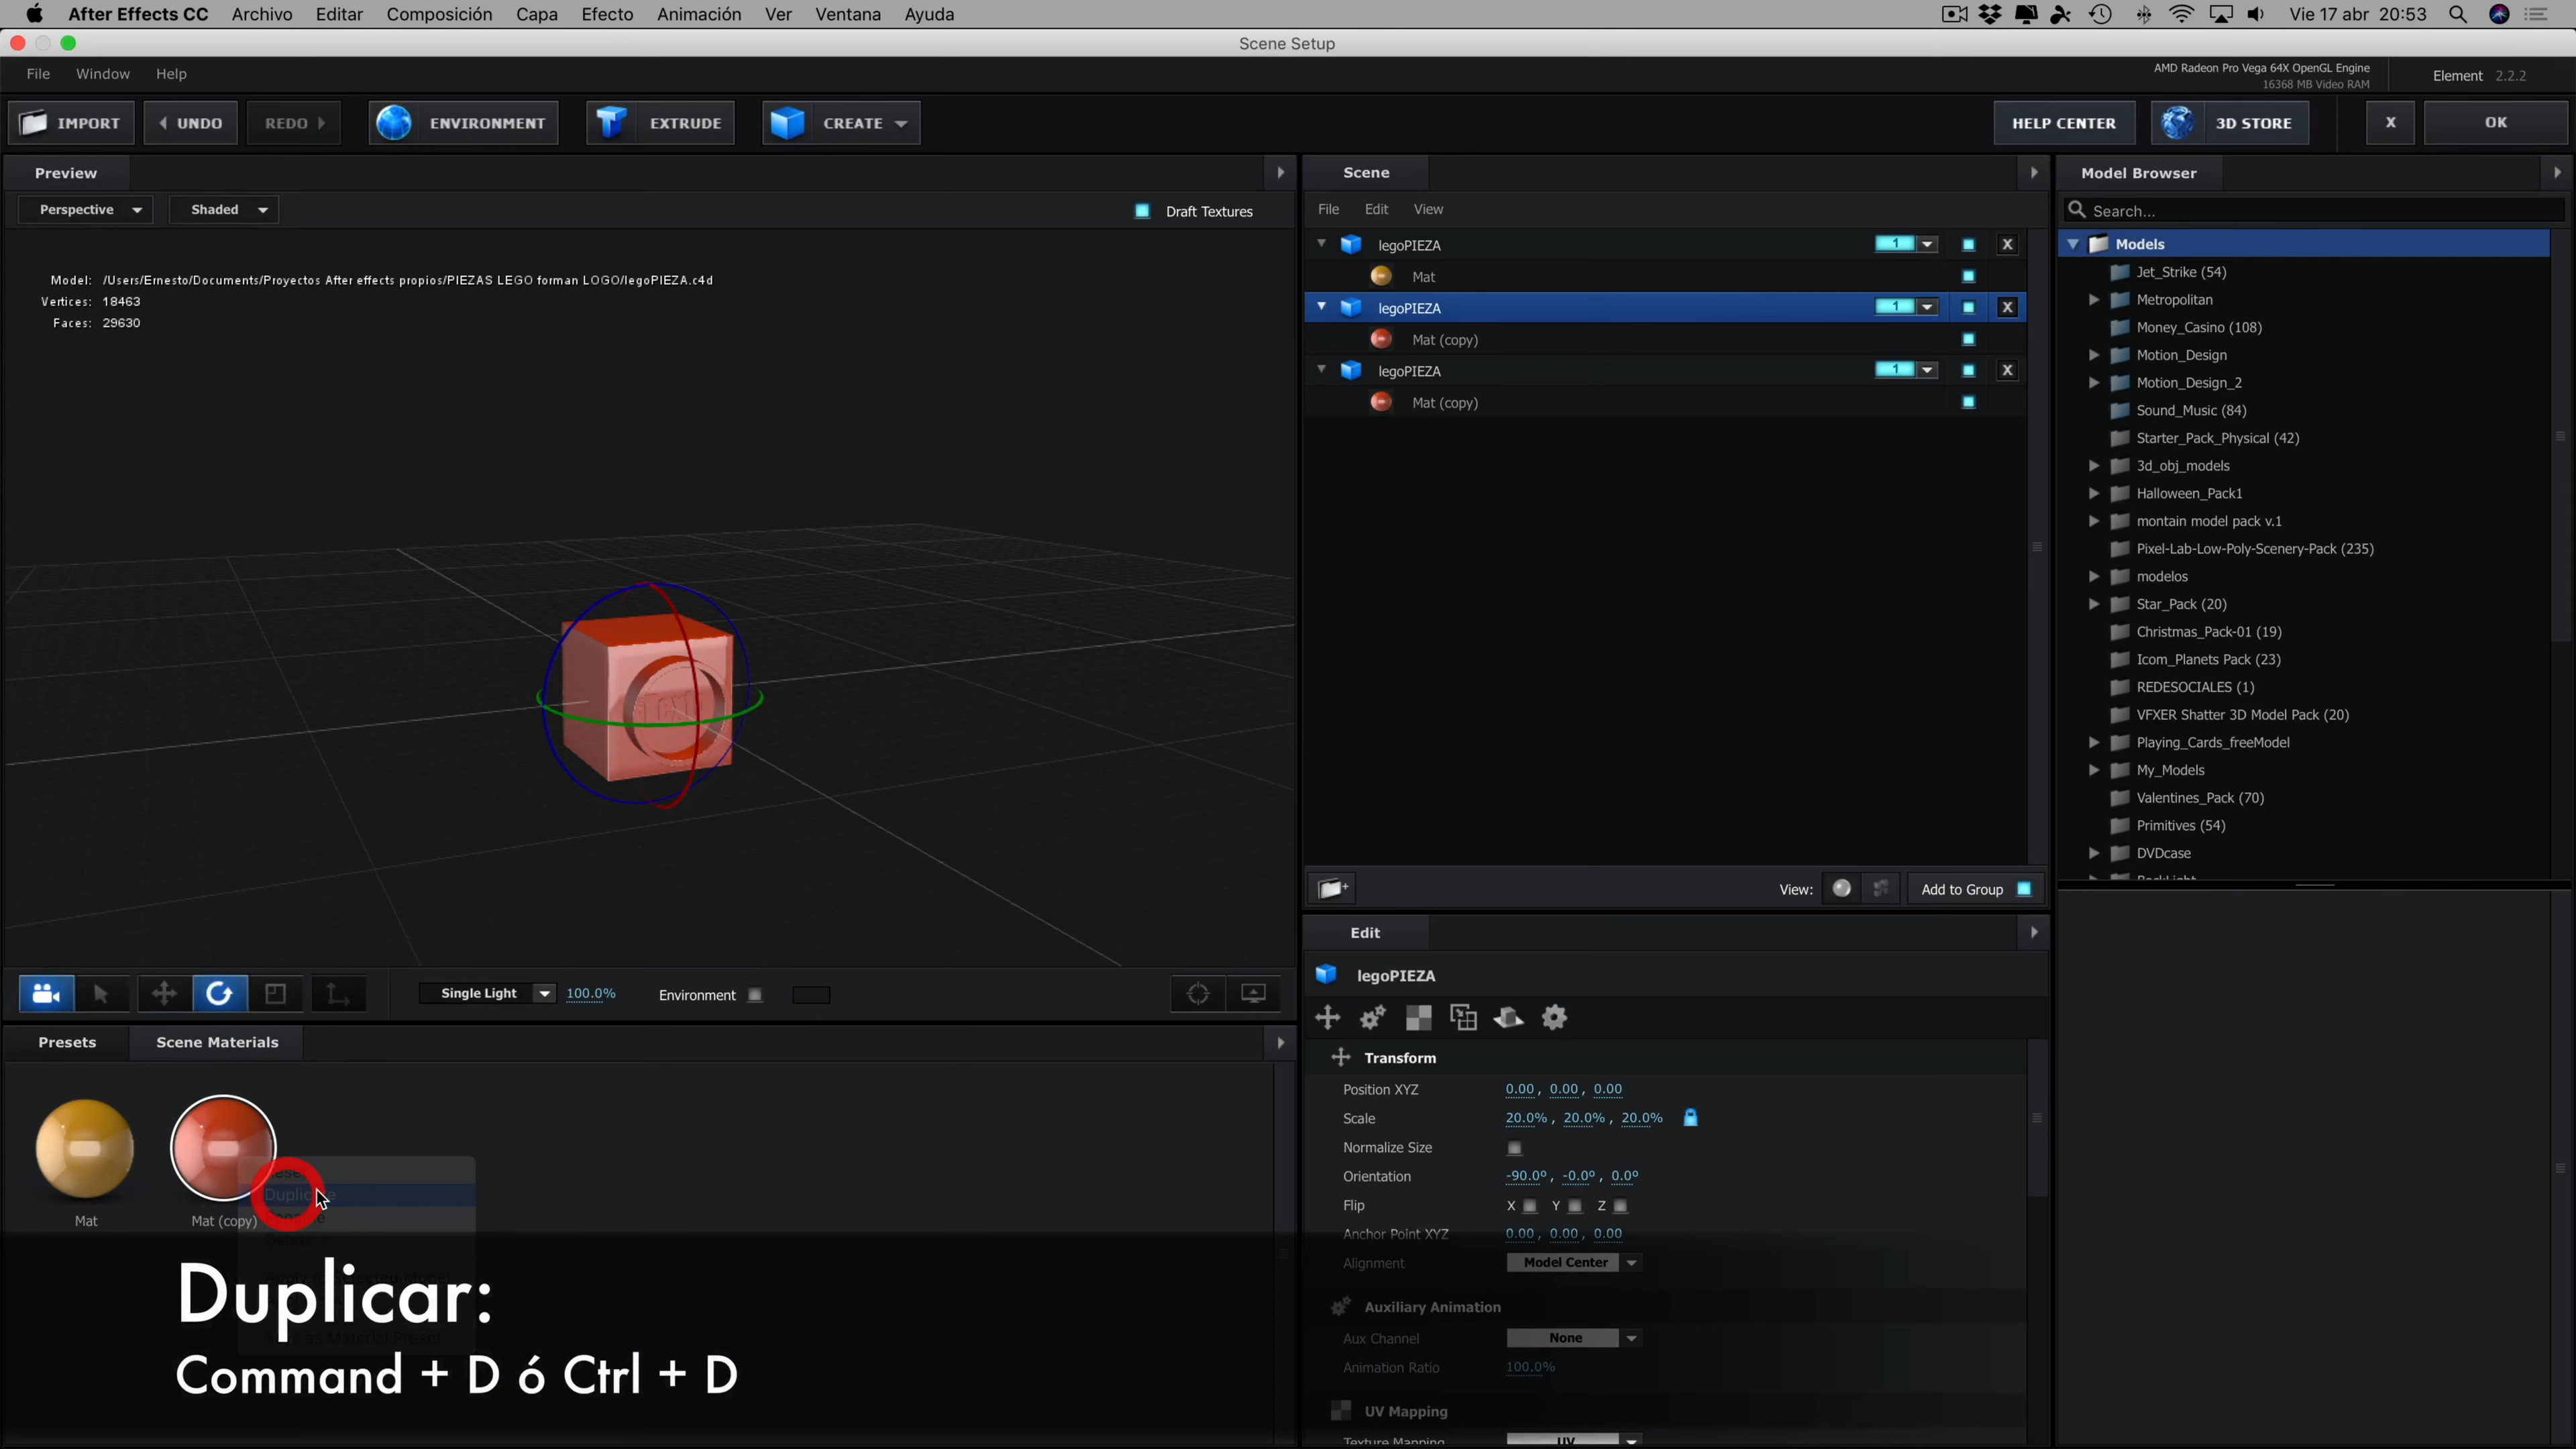 After Effects CC Archivo Editar Composición Capa Efecto Animación Ver Ventana Ayuda Vie 17 abr 20:53
Scene Setup
File Window Help
AMD Radeon Pro Vega 64X OpenGL Engine
16368 MB Video RAM
Element 2.2.2
IMPORT UNDO REDO ENVIRONMENT EXTRUDE CREATE HELP CENTER 3D STORE X OK
Preview
Perspective Shaded Draft Textures
Model: /Users/Ernesto/Documents/Proyectos After effects propios/PIEZAS LEGO forman LOGO/legoPIEZA.c4d
Vertices: 18463
Faces: 29630
Single Light 100.0% Environment
Scene
File Edit View
legoPIEZA 1 X
Mat
legoPIEZA 1 X
Mat (copy)
legoPIEZA 1 X
Mat (copy)
View: Add to Group
Model Browser
Search...
Models
Jet_Strike (54)
Metropolitan
Money_Casino (108)
Motion_Design
Motion_Design_2
Sound_Music (84)
Starter_Pack_Physical (42)
3d_obj_models
Halloween_Pack1
montain model pack v.1
Pixel-Lab-Low-Poly-Scenery-Pack (235)
modelos
Star_Pack (20)
Christmas_Pack-01 (19)
Icom_Planets Pack (23)
REDESOCIALES (1)
VFXER Shatter 3D Model Pack (20)
Playing_Cards_freeModel
My_Models
Valentines_Pack (70)
Primitives (54)
DVDcase
Edit
legoPIEZA
Transform
Position XYZ 0.00, 0.00, 0.00
Scale 20.0%, 20.0%, 20.0%
Normalize Size
Orientation -90.0º, -0.0º, 0.0º
Flip X Y Z
Anchor Point XYZ 0.00, 0.00, 0.00
Alignment Model Center
Auxiliary Animation
Aux Channel None
Animation Ratio 100.0%
UV Mapping
Texture Mapping UV
Presets Scene Materials
Mat Mat (copy)
Duplicate
Duplicar:
Command + D ó Ctrl + D